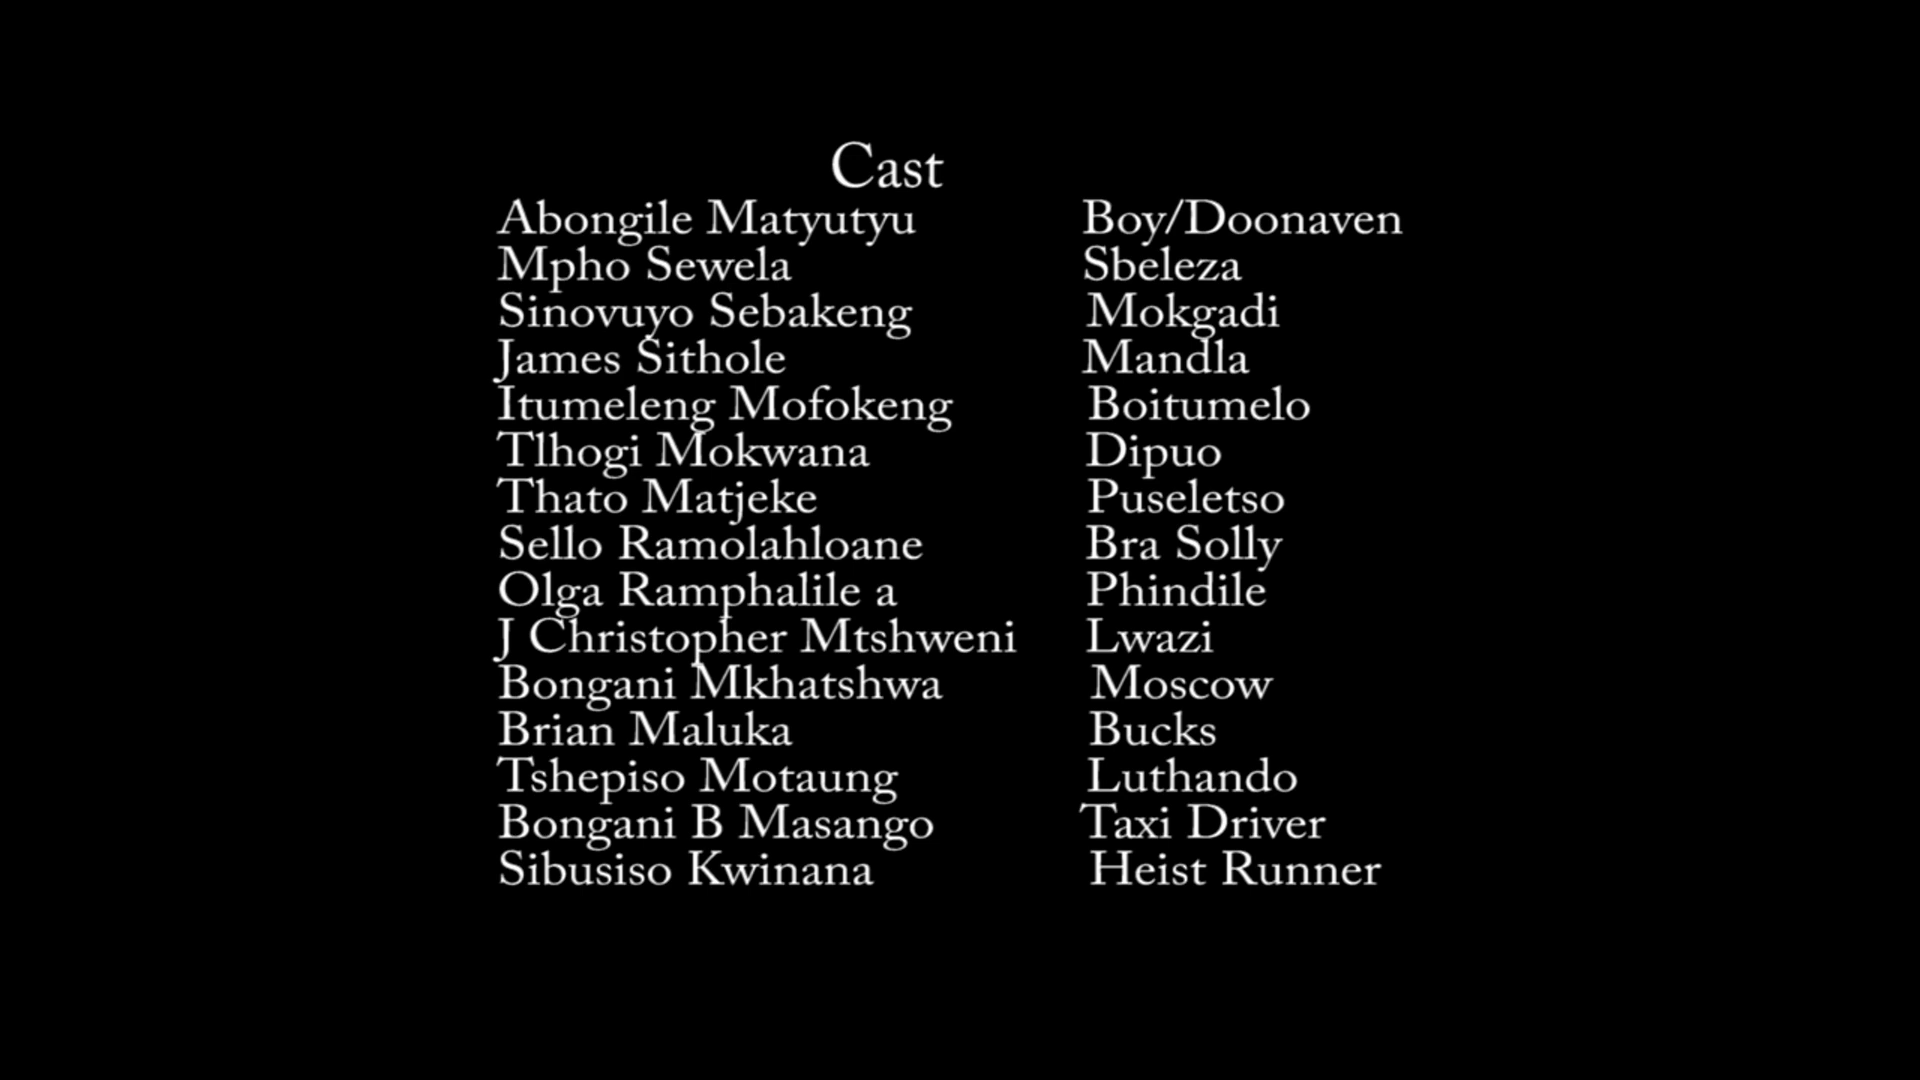 Cast
Abongile Matyutyu Boy/Doonaven
Mpho Sewela Sbeleza
Sinovuyo Sebakeng Mokgadi
James Sithole Mandla
Itumeleng Mofokeng Boitumelo
Tlhogi Mokwana Dipuo
Thato Matjeke Puseletso
Sello Ramolahloane Bra Solly
Olga Ramphalile a Phindile
J Christopher Mtshweni Lwazi
Bongani Mkhatshwa Moscow
Brian Maluka Bucks
Tshepiso Motaung Luthando
Bongani B Masango Taxi Driver
Sibusiso Kwinana Heist Runner